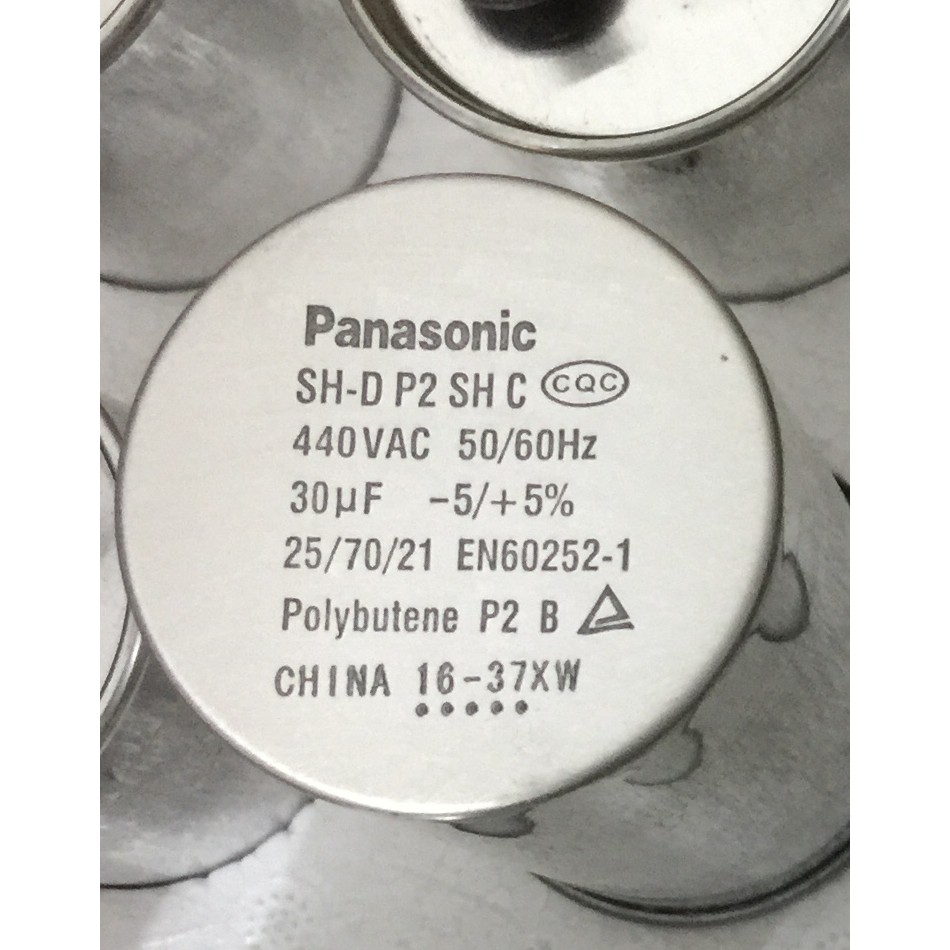 Panasonic
SH-D P2 SH C CQC
440VAC 50/60Hz
30µF -5/+5%
25/70/21 EN60252-1
Polybutene P2 B
CHINA 16-37XW